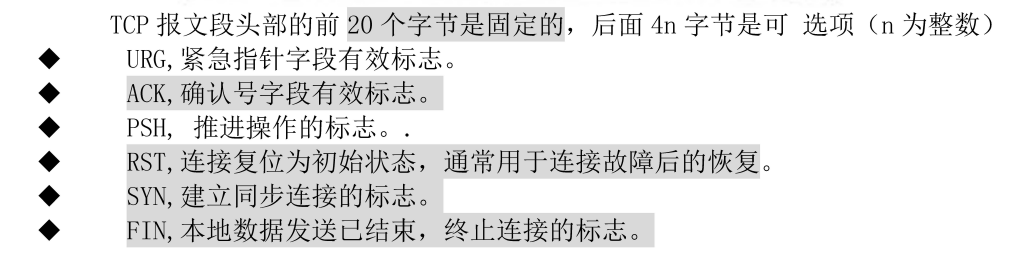 TCP 报文段头部的前 20 个字节是固定的，后面 4n 字节是可 选项（n 为整数）
◆ URG,紧急指针字段有效标志。
◆ ACK,确认号字段有效标志。
◆ PSH, 推进操作的标志。.
◆ RST,连接复位为初始状态，通常用于连接故障后的恢复。
◆ SYN,建立同步连接的标志。
◆ FIN,本地数据发送已结束，终止连接的标志。